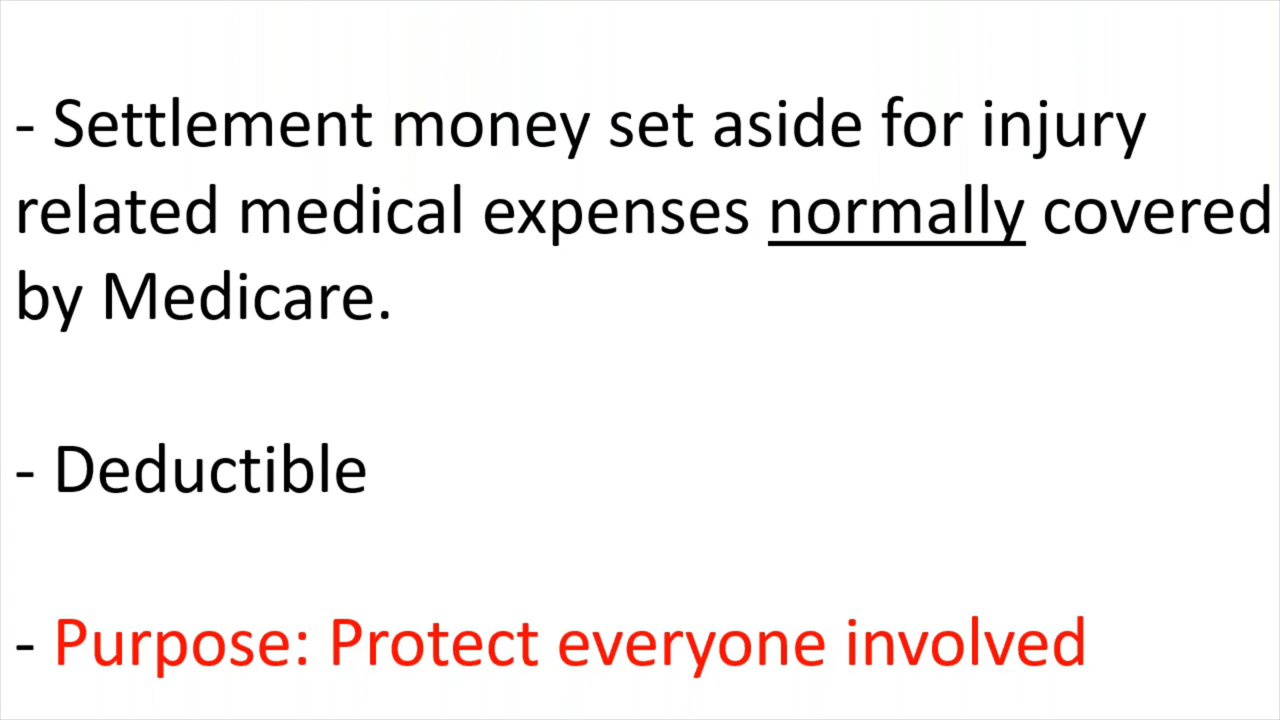 - Settlement money set aside for injury
related medical expenses normally covered
by Medicare.
- Deductible
- Purpose: Protect everyone involved